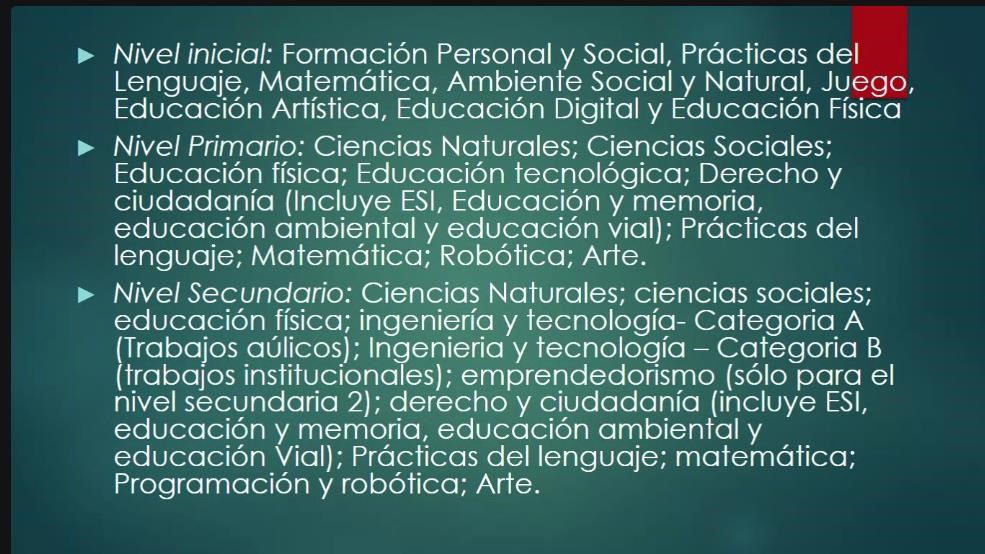 ► Nivel inicial: Formación Personal y Social, Prácticas del
Lenguaje, Matemática, Ambiente Social y Natural, Juego,
Educación Artística, Educación Digital y Educación Física
► Nivel Primario: Ciencias Naturales; Ciencias Sociales;
Educación física; Educación tecnológica; Derecho y
ciudadanía (Incluye ESI, Educación y memoria,
educación ambiental y educación vial); Prácticas del
lenguaje; Matemática; Robótica; Arte.
► Nivel Secundario: Ciencias Naturales; ciencias sociales;
educación física; ingeniería y tecnología- Categoria A
(Trabajos aúlicos); Ingenieria y tecnología – Categoria B
(trabajos institucionales); emprendedorismo (sólo para el
nivel secundaria 2); derecho y ciudadanía (incluye ESI,
educación y memoria, educación ambiental y
educación Vial); Prácticas del lenguaje; matemática;
Programación y robótica; Arte.